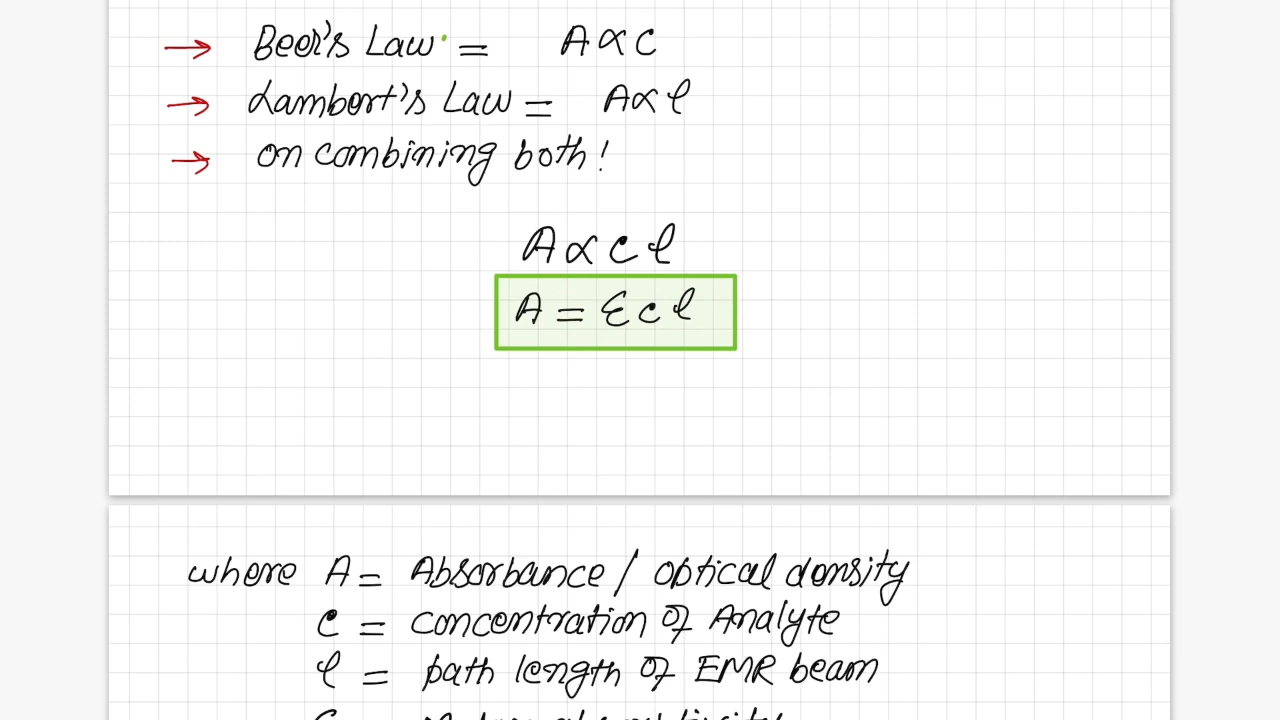 → Beer's Law = A ∝ C
→ Lambert's Law = A ∝ l
→ on combining both!
A ∝ C l
A = ε c l
where A = Absorbance / optical density
C = concentration of Analyte
l = path length of EMR beam